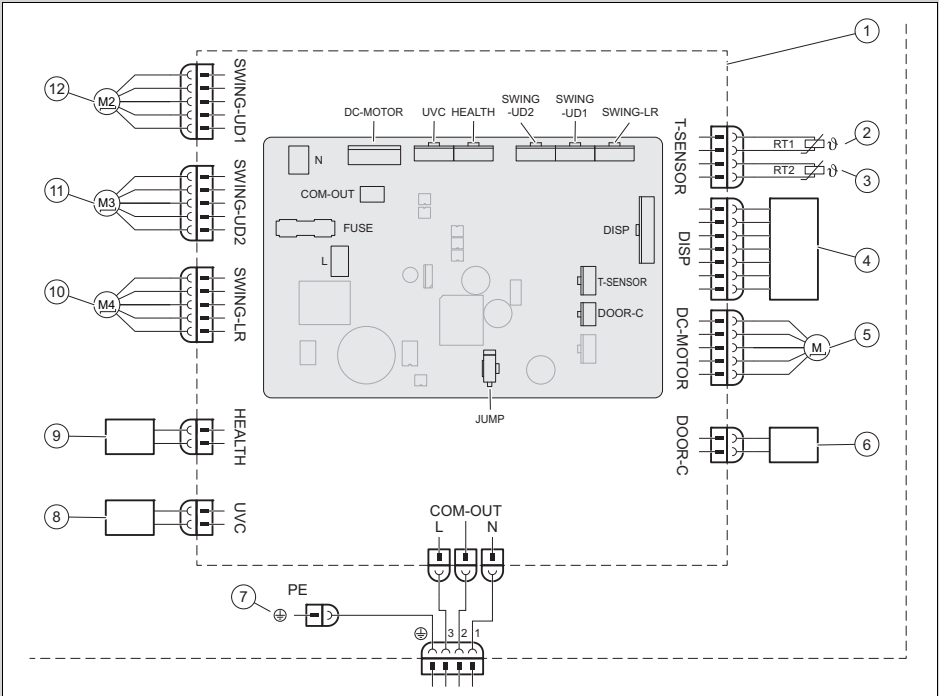 1
12
M2
SWING-UD1
DC-MOTOR
UVC
HEALTH
SWING
-UD2
SWING
-UD1
SWING-LR
T-SENSOR
RT1
ϑ
2
RT2
ϑ
3
N
COM-OUT
FUSE
L
DISP
T-SENSOR
DOOR-C
JUMP
11
M3
SWING-UD2
DISP
4
10
M4
SWING-LR
DC-MOTOR
M
5
9
HEALTH
DOOR-C
6
8
UVC
COM-OUT
L
N
7
PE
3
2
1